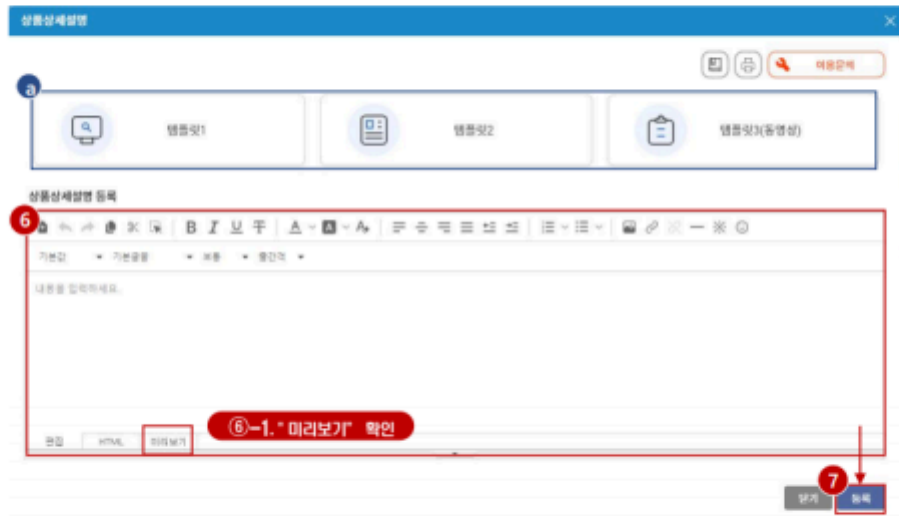 상품상세설명
이용문의
a
템플릿1
템플릿2
템플릿3(동영상)
상품상세설명 등록
6
B I U T A A A
기본값 기본글꼴 보통 줄간격
내용을 입력하세요.
⑥-1. "미리보기" 확인
편집 HTML 미리보기
7
닫기 등록